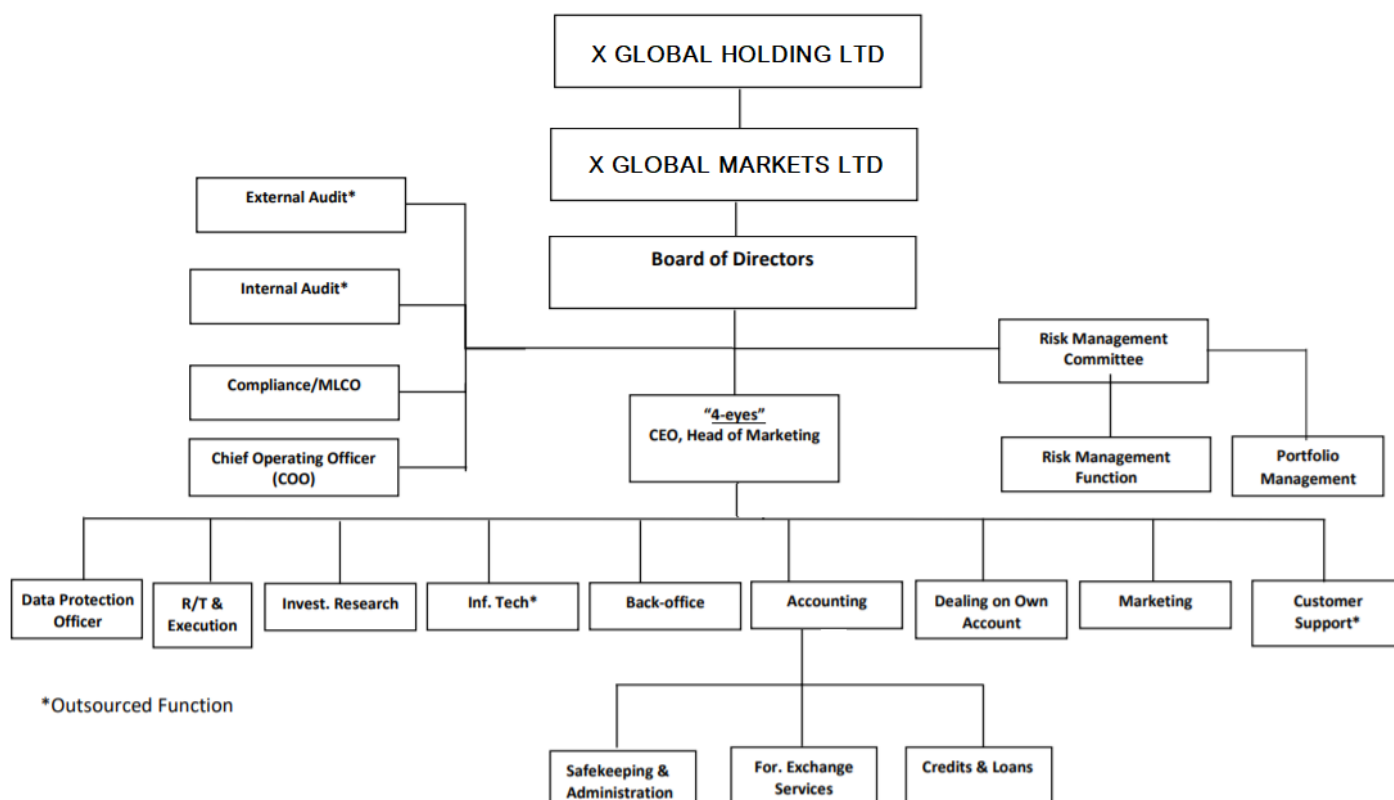 X GLOBAL HOLDING LTD
X GLOBAL MARKETS LTD
External Audit*
Board of Directors
Internal Audit*
Risk Management
Committee
Compliance/MLCO
"4-eyes"
CEO, Head of Marketing
Chief Operating Officer
(COO)
Risk Management
Function
Portfolio
Management
Data Protection
Officer
R/T &
Execution
Invest. Research
Inf. Tech*
Back-office
Accounting
Dealing on Own
Account
Marketing
Customer
Support*
*Outsourced Function
Safekeeping &
Administration
For. Exchange
Services
Credits & Loans